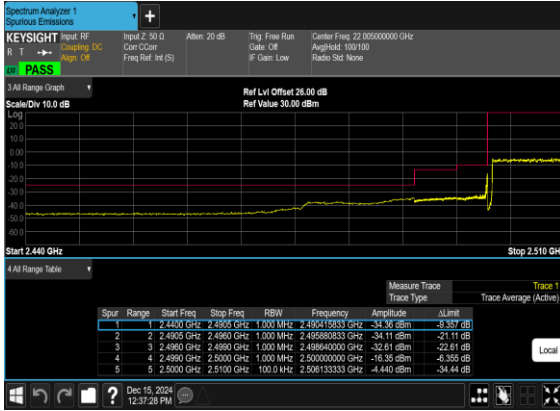 Spectrum Analyzer 1
Spurious Emissions
+
KEYSIGHT Input: RF Input Z: 50 Ω Atten: 20 dB Trig: Free Run Center Freq: 22.005000000 GHz
R T Coupling: DC Corr CCorr Gate: Off Avg|Hold: 100/100
Align: Off Freq Ref: Int (S) IF Gain: Low Radio Std: None
PASS
3 All Range Graph
Ref Lvl Offset 26.00 dB
Scale/Div 10.0 dB Ref Value 30.00 dBm
Log
20.0
10.0
0.00
-10.0
-20.0
-30.0
-40.0
-50.0
-60.0
Start 2.440 GHz Stop 2.510 GH
4 All Range Table
Measure Trace Trace 1
Trace Type Trace Average (Active)
Spur Range Start Freq Stop Freq RBW Frequency Amplitude ΔLimit
1 1 2.4400 GHz 2.4905 GHz 1.000 MHz 2.490415833 GHz -34.36 dBm -9.357 dB
2 2 2.4905 GHz 2.4960 GHz 1.000 MHz 2.495880833 GHz -34.11 dBm -21.11 dB
3 3 2.4960 GHz 2.4990 GHz 1.000 MHz 2.498640000 GHz -32.61 dBm -22.61 dB
4 4 2.4990 GHz 2.5000 GHz 1.000 MHz 2.500000000 GHz -16.35 dBm -6.355 dB
5 5 2.5000 GHz 2.5100 GHz 100.0 kHz 2.506133333 GHz -4.440 dBm -34.44 dB
Local
?
Dec 15, 2024
12:37:28 PM